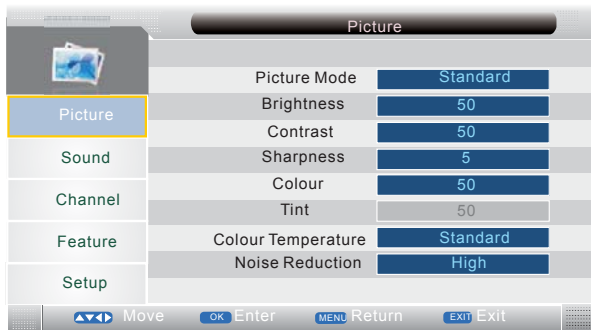 Picture
Picture
Sound
Channel
Feature
Setup
Picture Mode Standard
Brightness 50
Contrast 50
Sharpness 5
Colour 50
Tint 50
Colour Temperature Standard
Noise Reduction High
Move OK Enter MENU Return EXIT Exit